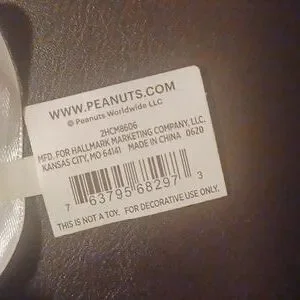 WWW.PEANUTS.COM
© Peanuts Worldwide LLC
2HCM8606
MFD. FOR HALLMARK MARKETING COMPANY, LLC.
KANSAS CITY, MO 64141 MADE IN CHINA 0620
7 63795 68297 3
THIS IS NOT A TOY. FOR DECORATIVE USE ONLY.